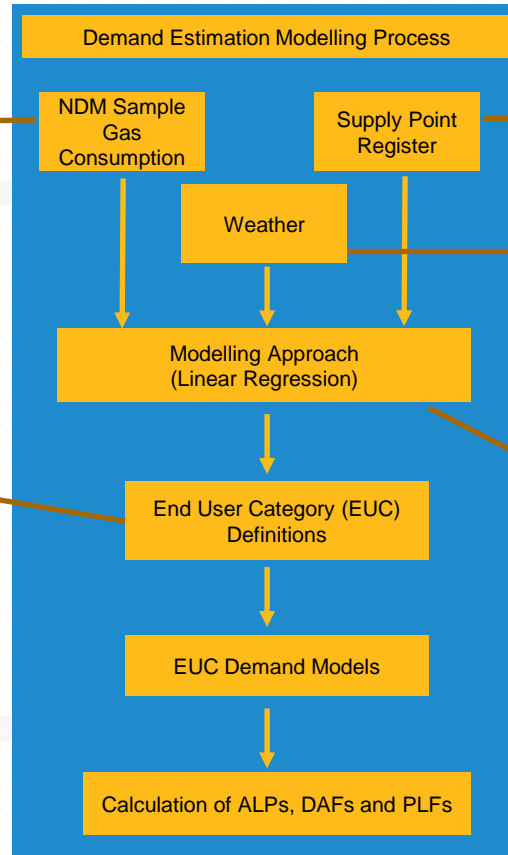 Demand Estimation Modelling Process
NDM Sample
Gas
Consumption
Supply Point
Register
Weather
Modelling Approach
(Linear Regression)
End User Category (EUC)
Definitions
EUC Demand Models
Calculation of ALPs, DAFs and PLFs